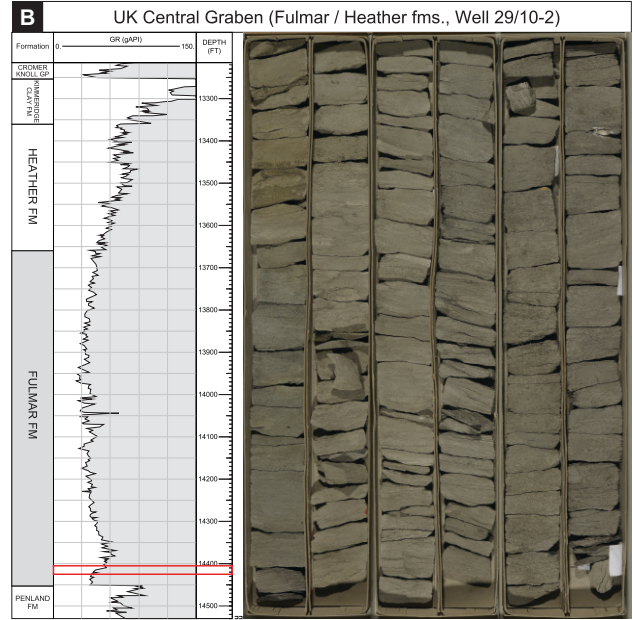 B
UK Central Graben (Fulmar / Heather fms., Well 29/10-2)
Formation
GR (gAPI)
0.
150.
DEPTH
(FT)
CROMER
KNOLL GP
KIMMERIDGE
CLAY FM
HEATHER FM
FULMAR FM
PENLAND
FM
13300
13400
13500
13600
13700
13800
13900
14000
14100
14200
14300
14400
14500